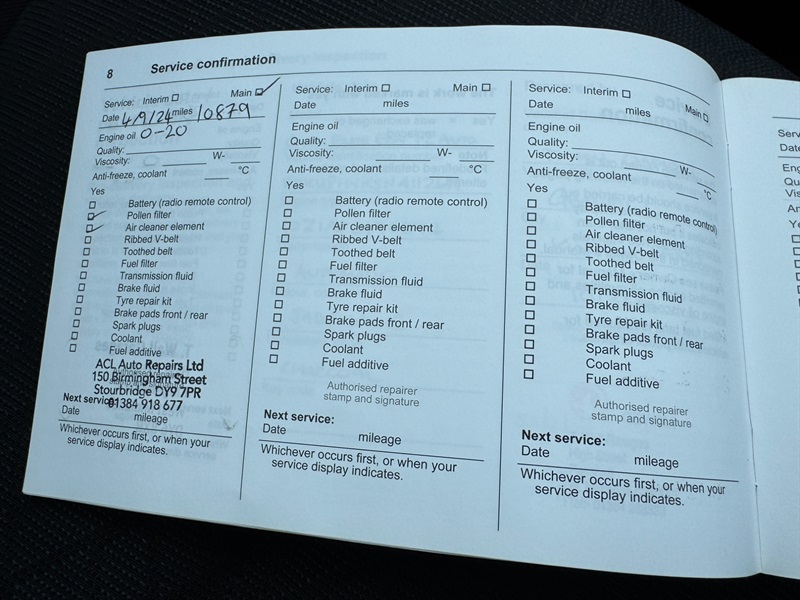 8 Service confirmation
Service: Interim ☐ Main ☑
Date 4/9/24 miles 10879
Engine oil 0-20
Quality:
Viscosity: W-
Anti-freeze, coolant °C
Yes
☐ Battery (radio remote control)
☑ Pollen filter
☑ Air cleaner element
☐ Ribbed V-belt
☐ Toothed belt
☐ Fuel filter
☐ Transmission fluid
☐ Brake fluid
☐ Tyre repair kit
☐ Brake pads front / rear
☐ Spark plugs
☐ Coolant
☐ Fuel additive
ACL Auto Repairs Ltd
Authorised repairer
150 Birmingham Street
Stourbridge DY9 7PR
01384 918 677
Next service:
Date mileage
Whichever occurs first, or when your
service display indicates.
Service: Interim ☐ Main ☐
Date miles
Engine oil
Quality:
Viscosity: W-
Anti-freeze, coolant °C
Yes
☐ Battery (radio remote control)
☐ Pollen filter
☐ Air cleaner element
☐ Ribbed V-belt
☐ Toothed belt
☐ Fuel filter
☐ Transmission fluid
☐ Brake fluid
☐ Tyre repair kit
☐ Brake pads front / rear
☐ Spark plugs
☐ Coolant
☐ Fuel additive
Authorised repairer
stamp and signature
Next service:
Date mileage
Whichever occurs first, or when your
service display indicates.
Service: Interim ☐ Main ☐
Date miles
Engine oil
Quality:
Viscosity: W-
Anti-freeze, coolant °C
Yes
☐ Battery (radio remote control)
☐ Pollen filter
☐ Air cleaner element
☐ Ribbed V-belt
☐ Toothed belt
☐ Fuel filter
☐ Transmission fluid
☐ Brake fluid
☐ Tyre repair kit
☐ Brake pads front / rear
☐ Spark plugs
☐ Coolant
☐ Fuel additive
Authorised repairer
stamp and signature
Next service:
Date mileage
Whichever occurs first, or when your
service display indicates.